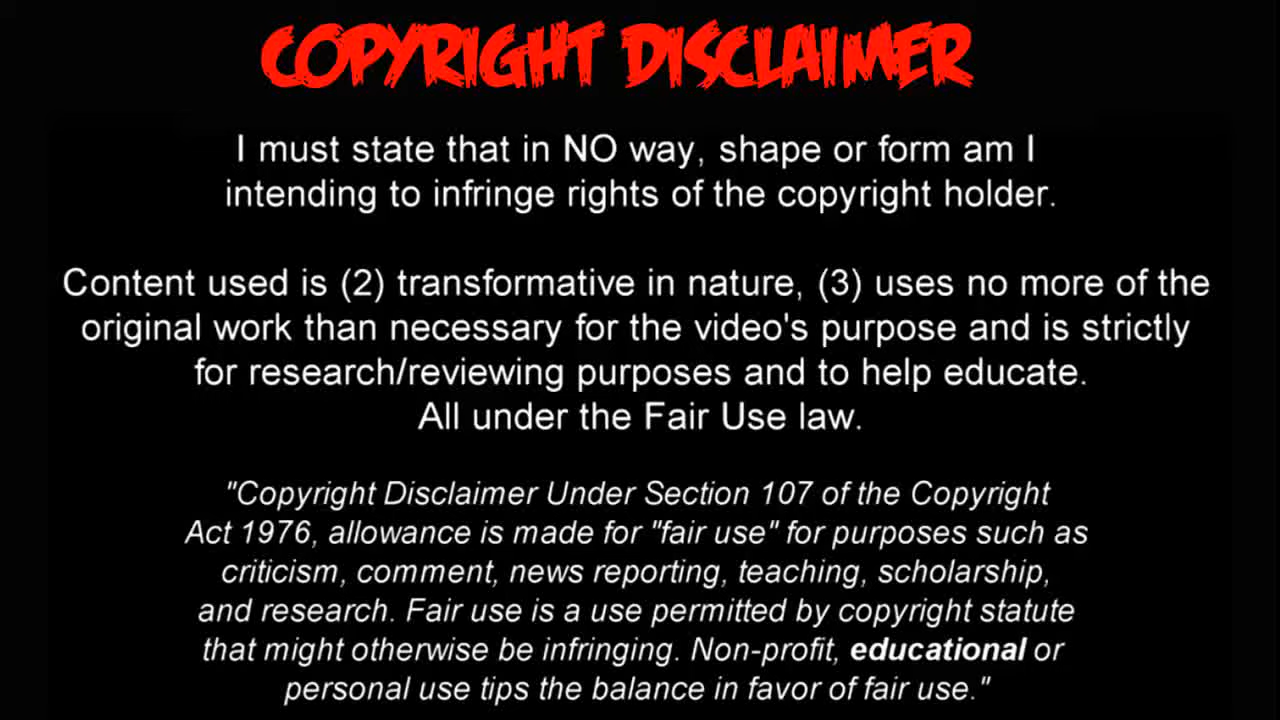 COPYRIGHT DISCLAIMER
I must state that in NO way, shape or form am I
intending to infringe rights of the copyright holder.
Content used is (2) transformative in nature, (3) uses no more of the
original work than necessary for the video's purpose and is strictly
for research/reviewing purposes and to help educate.
All under the Fair Use law.
"Copyright Disclaimer Under Section 107 of the Copyright
Act 1976, allowance is made for "fair use" for purposes such as
criticism, comment, news reporting, teaching, scholarship,
and research. Fair use is a use permitted by copyright statute
that might otherwise be infringing. Non-profit, educational or
personal use tips the balance in favor of fair use."